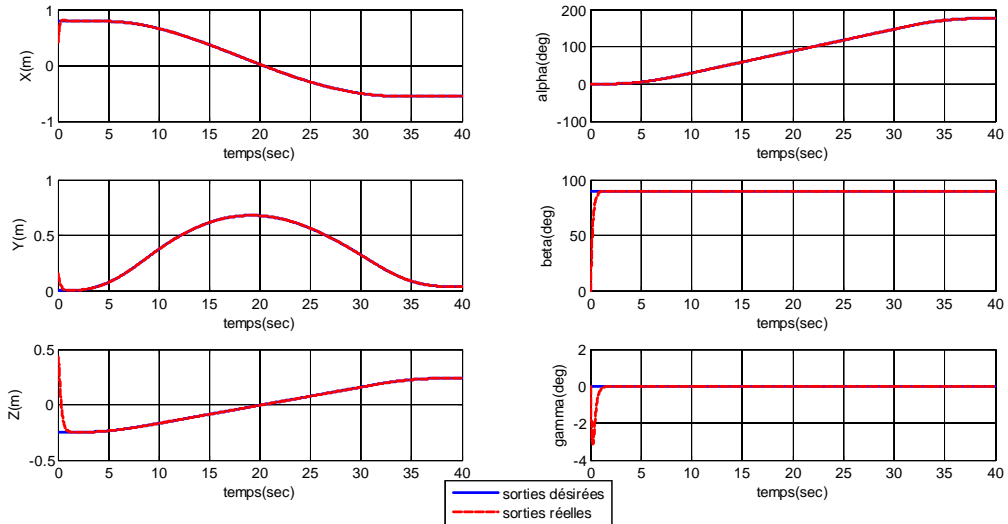 1
0
-1
X(m)
0 5 10 15 20 25 30 35 40
temps(sec)
200
100
0
-100
alpha(deg)
0 5 10 15 20 25 30 35 40
temps(sec)
1
0.5
0
Y(m)
0 5 10 15 20 25 30 35 40
temps(sec)
100
50
0
beta(deg)
0 5 10 15 20 25 30 35 40
temps(sec)
0.5
0
-0.5
Z(m)
0 5 10 15 20 25 30 35 40
temps(sec)
2
0
-2
-4
gamma(deg)
0 5 10 15 20 25 30 35 40
temps(sec)
sorties désirées
sorties réelles